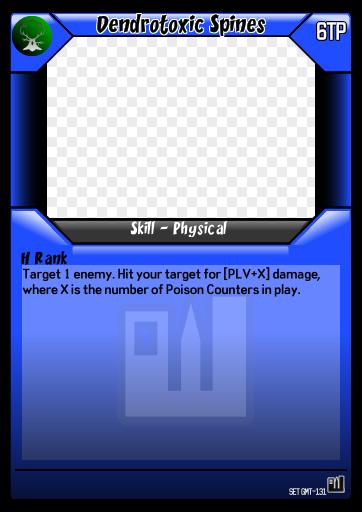 Dendrotoxic Spines
6TP
Skill - Physical
H Rank
Target 1 enemy. Hit your target for [PLV+X] damage,
where X is the number of Poison Counters in play.
SET GMT-131